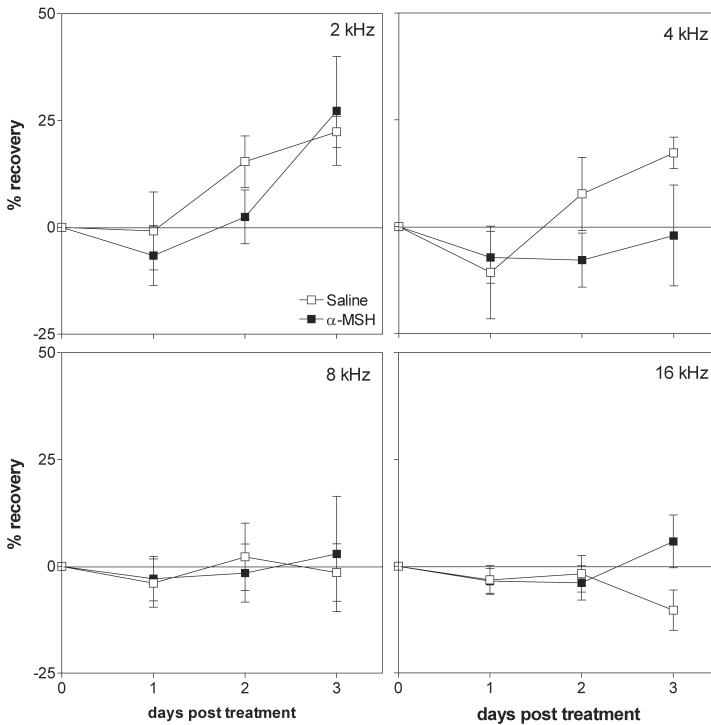 50
2 kHz
4 kHz
25
% recovery
0
Saline
α-MSH
-25
50
8 kHz
16 kHz
25
% recovery
0
-25
0 1 2 3 0 1 2 3
days post treatment days post treatment